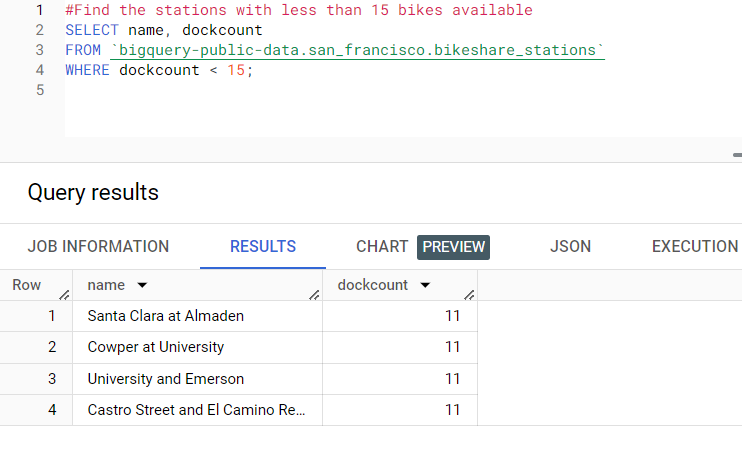 1 #Find the stations with less than 15 bikes available
2 SELECT name, dockcount
3 FROM `bigquery-public-data.san_francisco.bikeshare_stations`
4 WHERE dockcount < 15;
5
Query results
JOB INFORMATION RESULTS CHART PREVIEW JSON EXECUTION
Row name dockcount
1 Santa Clara at Almaden 11
2 Cowper at University 11
3 University and Emerson 11
4 Castro Street and El Camino Re... 11